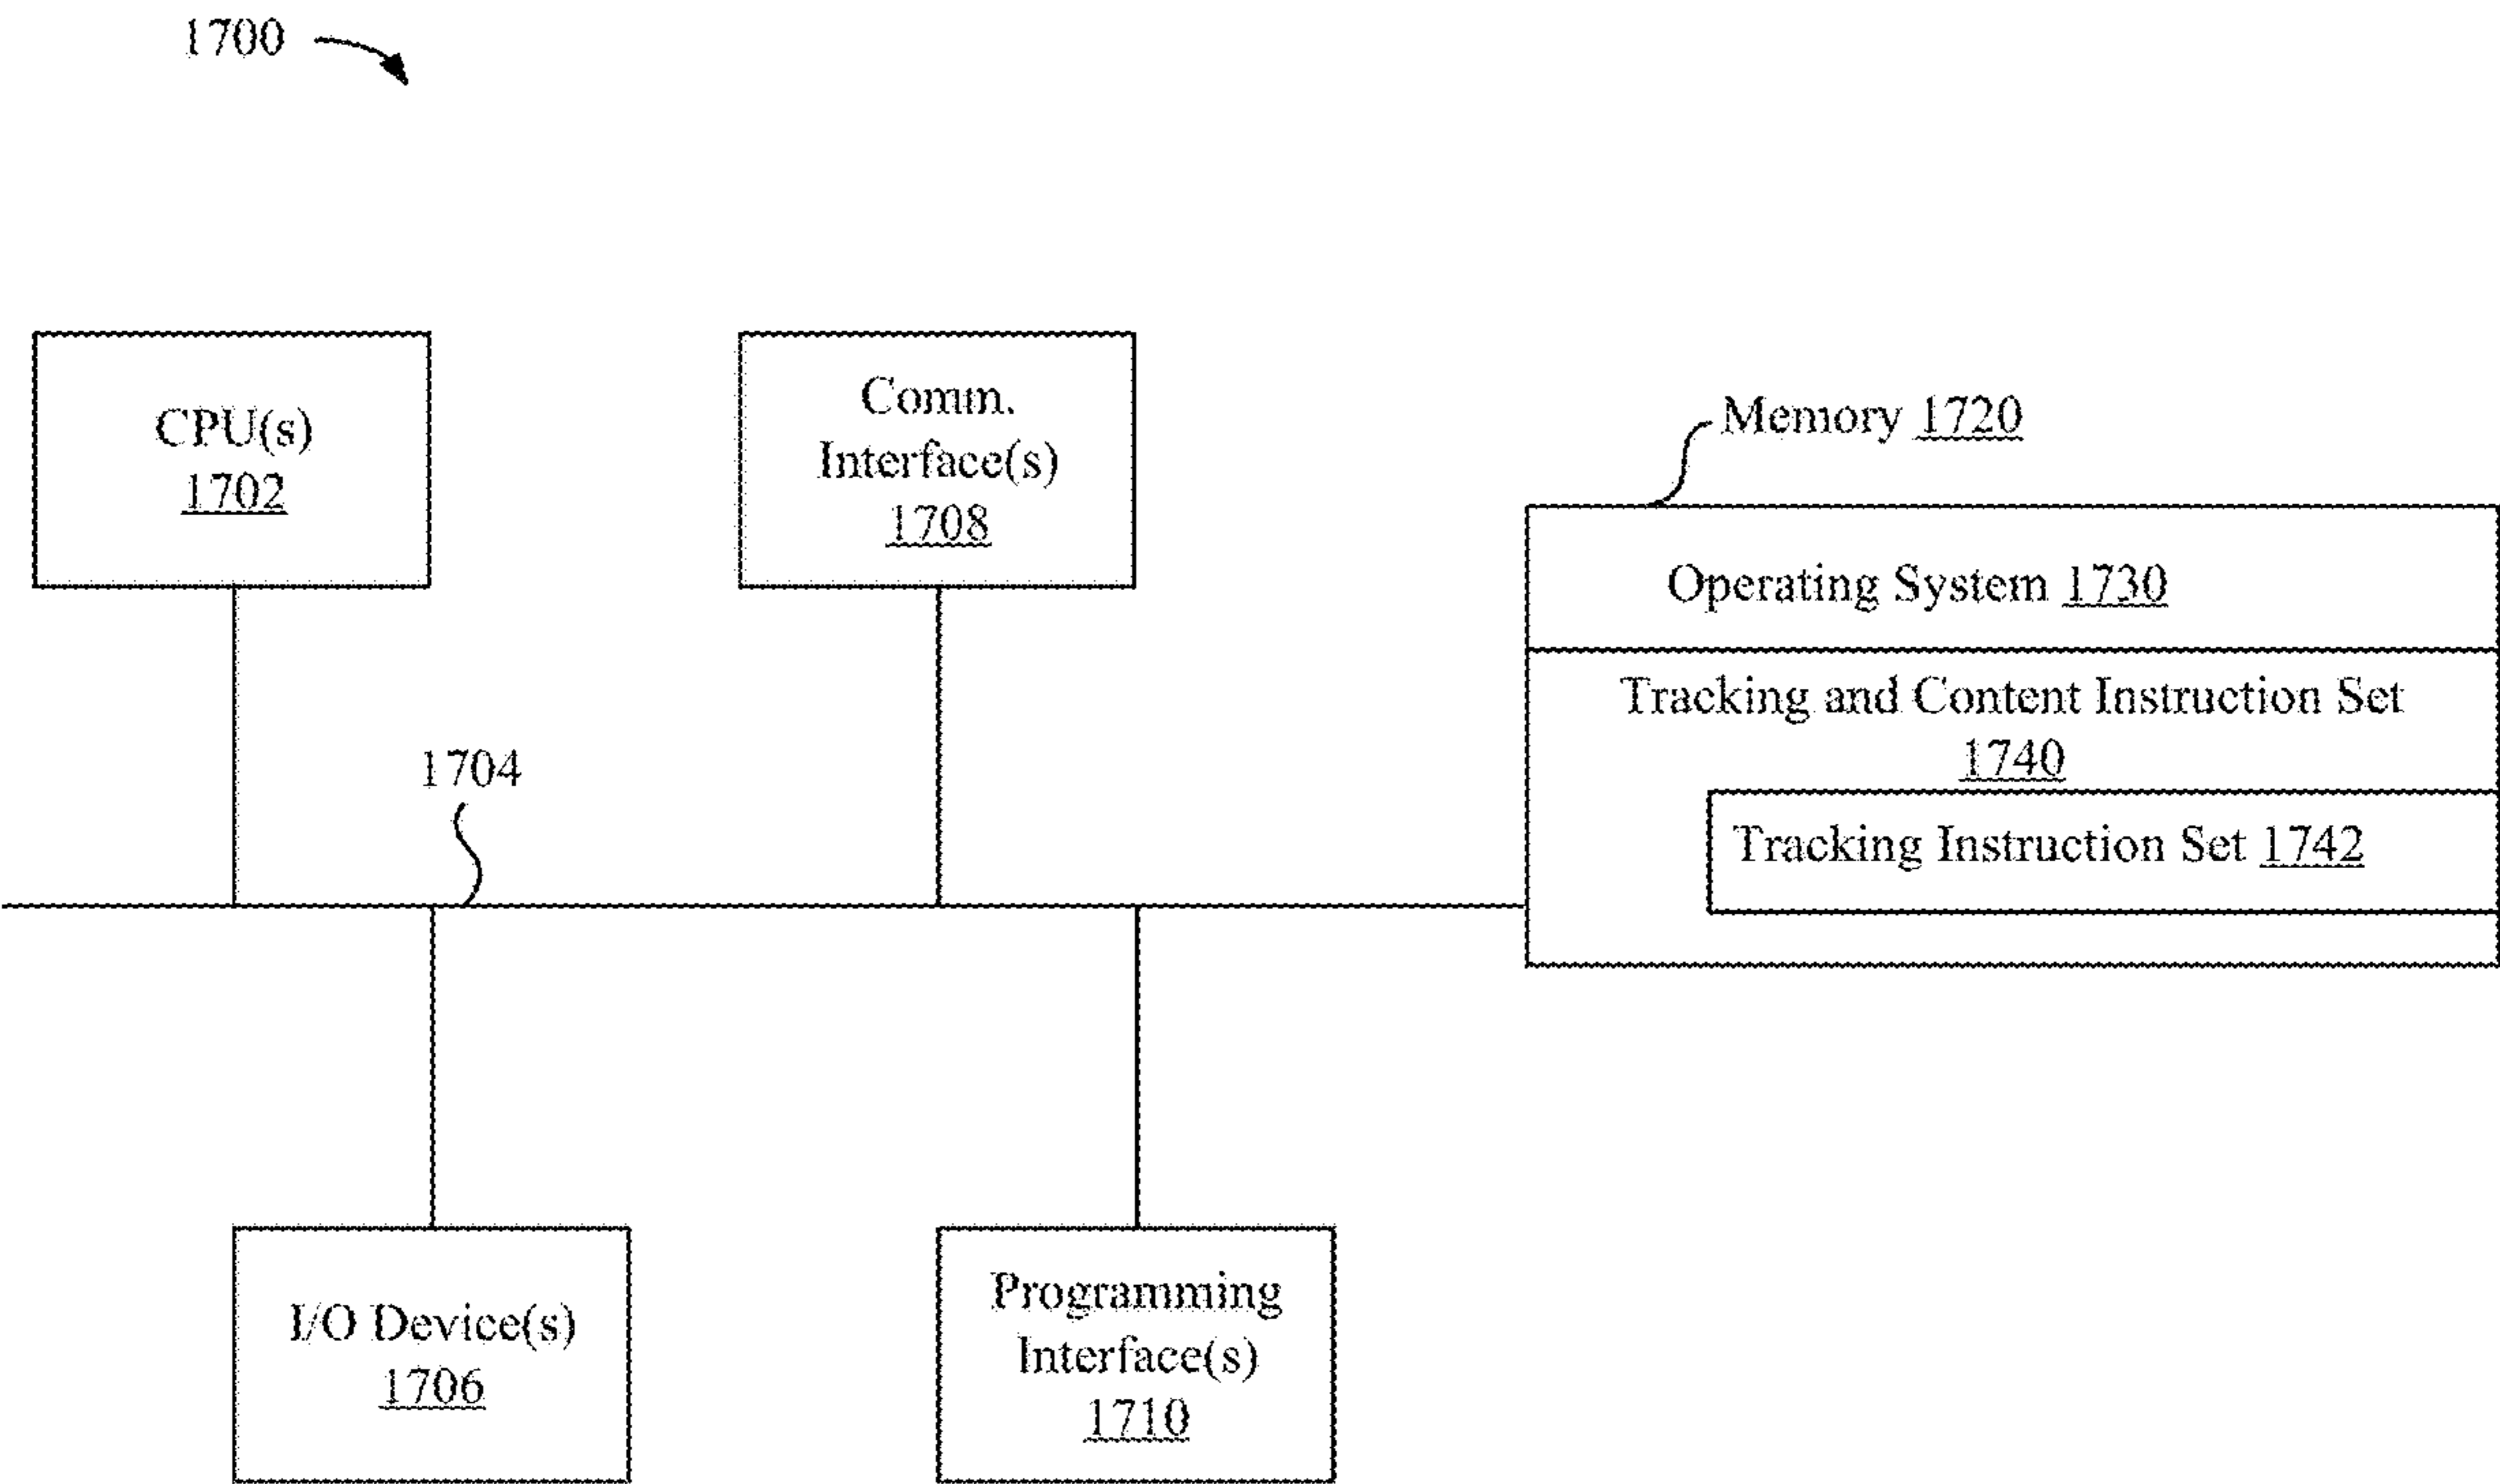 1700
CPU(s)
1702
Comm.
Interface(s)
1708
Memory 1720
Operating System 1730
Tracking and Content Instruction Set
1740
Tracking Instruction Set 1742
1704
I/O Device(s)
1706
Programming
Interface(s)
1710